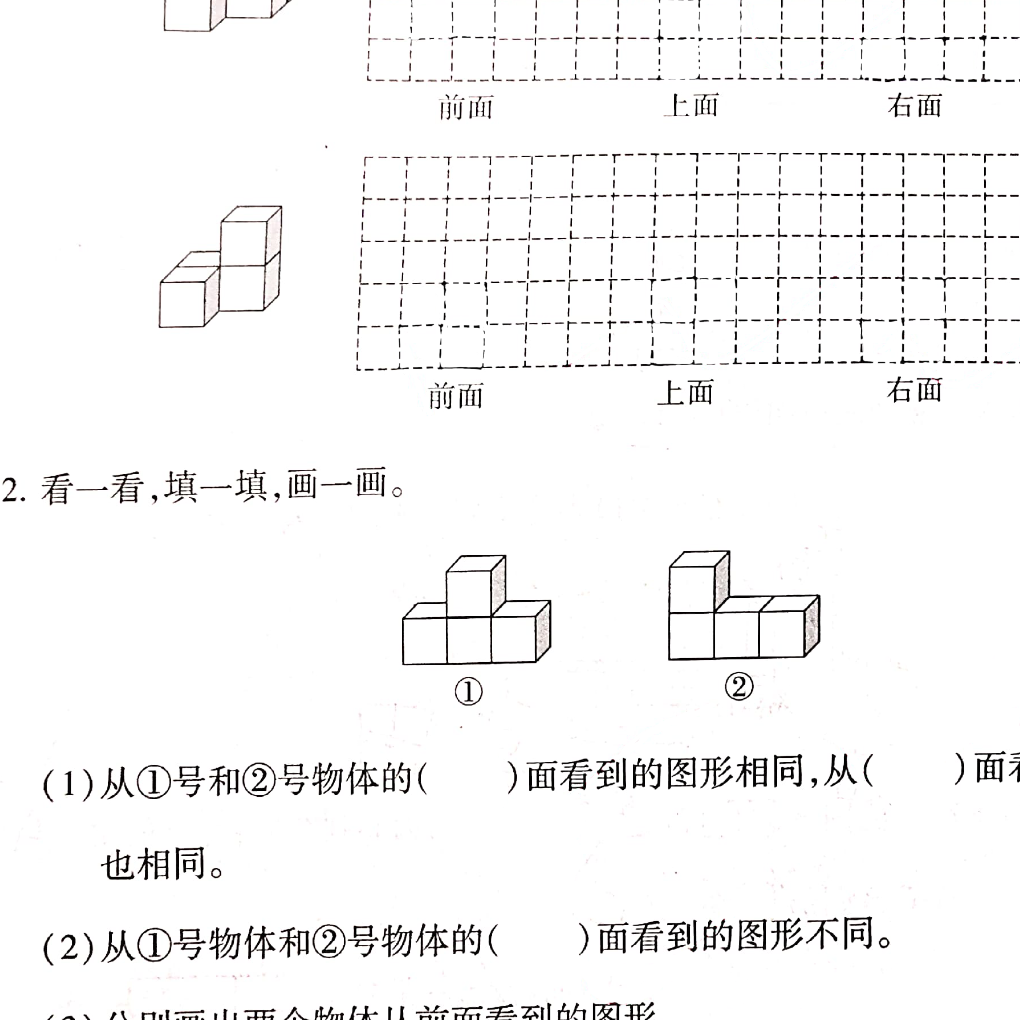 前面 上面 右面
前面 上面 右面
2. 看一看,填一填,画一画。
① ②
(1)从①号和②号物体的( )面看到的图形相同,从( )面
也相同。
(2)从①号物体和②号物体的( )面看到的图形不同。